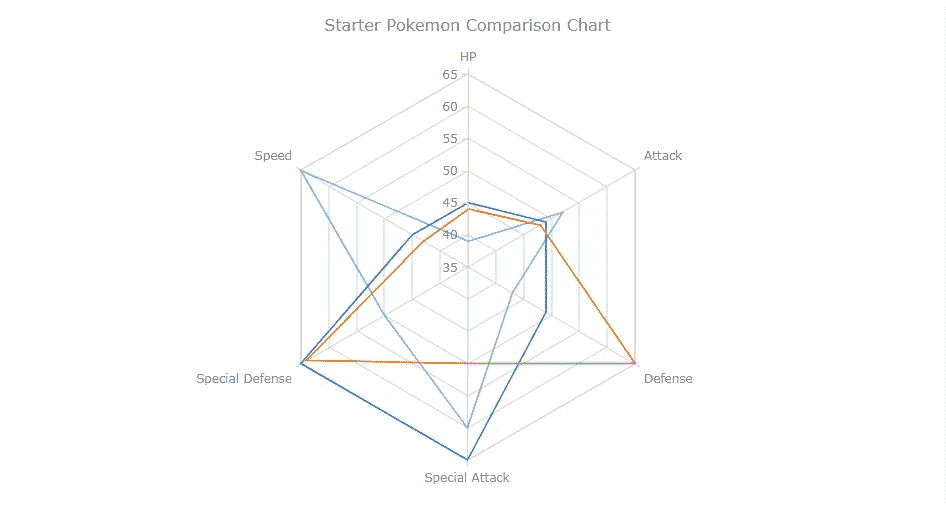 Starter Pokemon Comparison Chart
HP
65
60
55
50
45
40
35
Speed
Attack
Special Defense
Defense
Special Attack